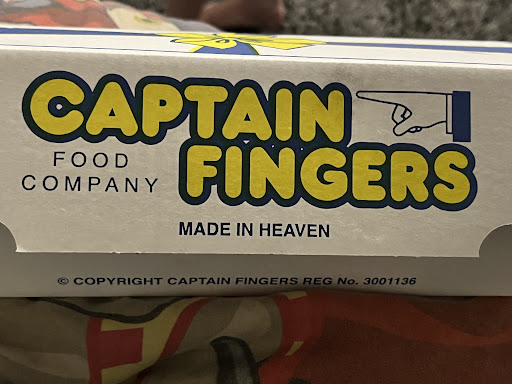 CAPTAIN
FOOD
COMPANY
FINGERS
MADE IN HEAVEN
© COPYRIGHT CAPTAIN FINGERS REG No. 3001136